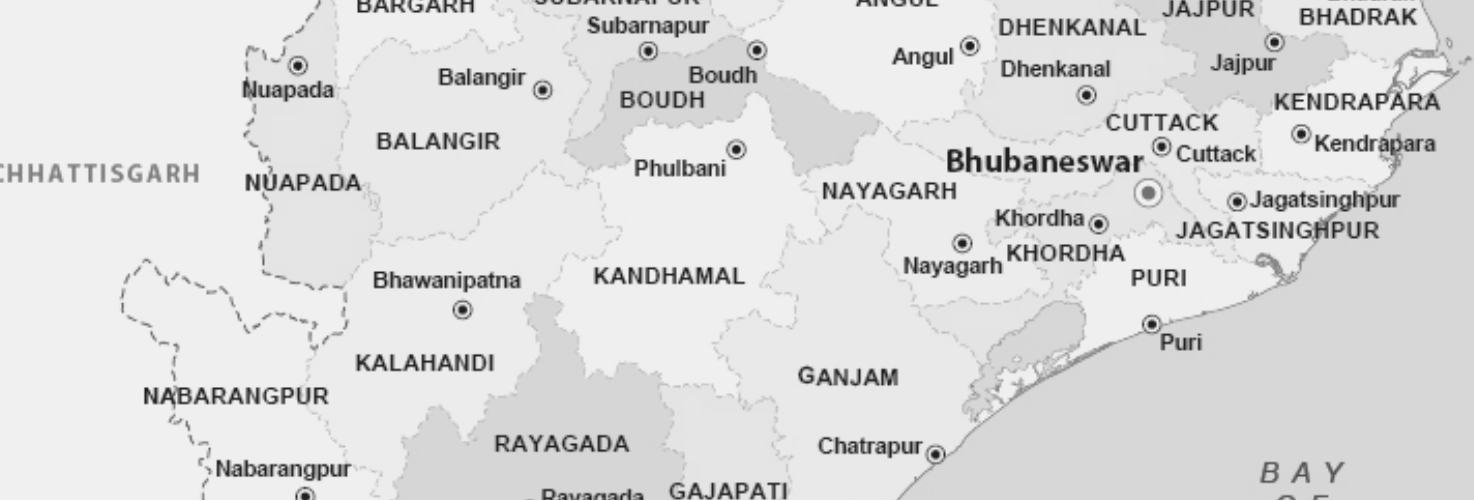 BARGARH
SUBARNAPUR
ANGUL
JAJPUR
BHADRAK
Subarnapur
DHENKANAL
Nuapada
Balangir
Boudh
Angul
Dhenkanal
Jajpur
BOUDH
KENDRAPARA
BALANGIR
CUTTACK
Kendrapara
CHHATTISGARH
NUAPADA
Phulbani
Bhubaneswar
Cuttack
NAYAGARH
Jagatsinghpur
Khordha
JAGATSINGHPUR
Nayagarh
KHORDHA
Bhawanipatna
KANDHAMAL
PURI
Puri
KALAHANDI
GANJAM
NABARANGPUR
RAYAGADA
Chatrapur
Nabarangpur
Rayagada
GAJAPATI
BAY
OF